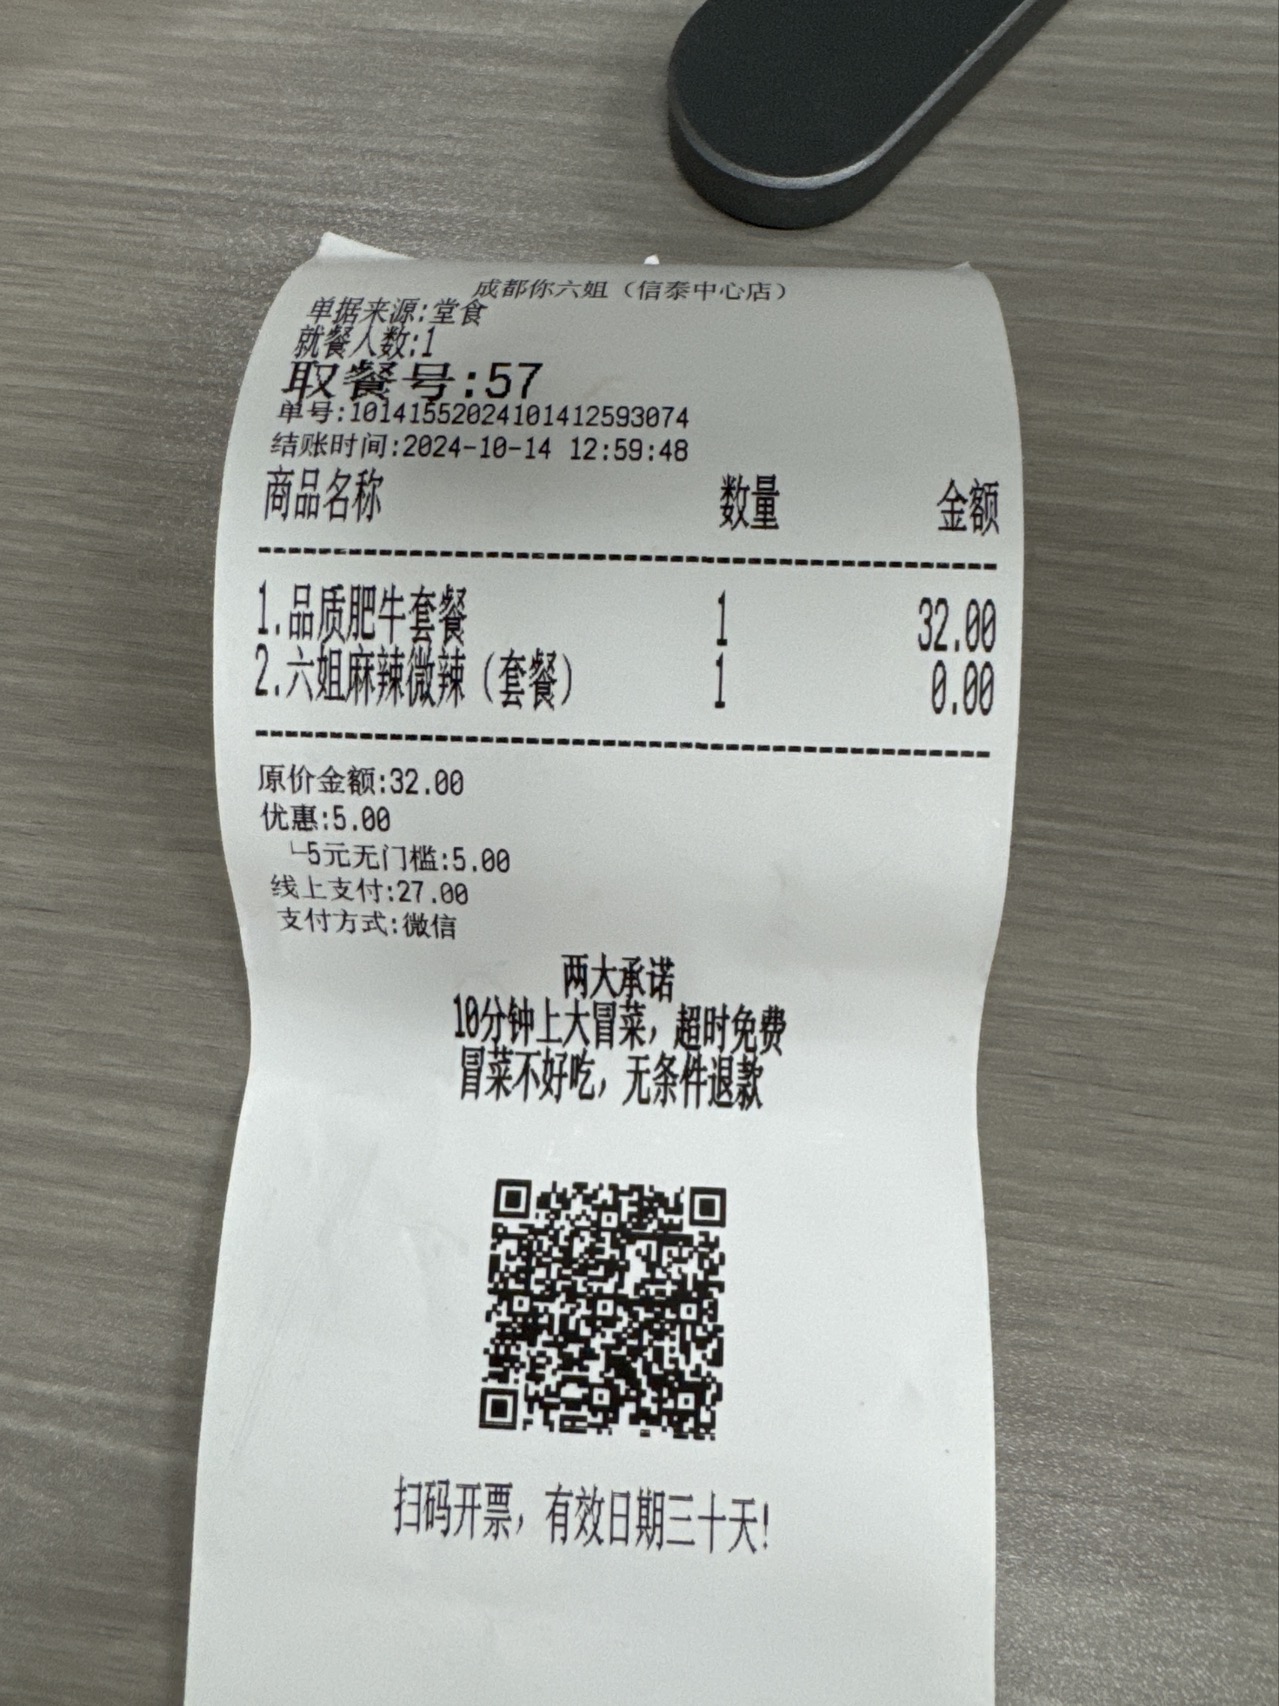 成都你六姐（信泰中心店）
单据来源:堂食
就餐人数:1
取餐号:57
单号:10141552024101412593074
结账时间:2024-10-14 12:59:48
商品名称 数量 金额
1.品质肥牛套餐 1 32.00
2.六姐麻辣微辣（套餐） 1 0.00
原价金额:32.00
优惠:5.00
└5元无门槛:5.00
线上支付:27.00
支付方式:微信
两大承诺
10分钟上大冒菜，超时免费
冒菜不好吃，无条件退款
扫码开票，有效日期三十天!